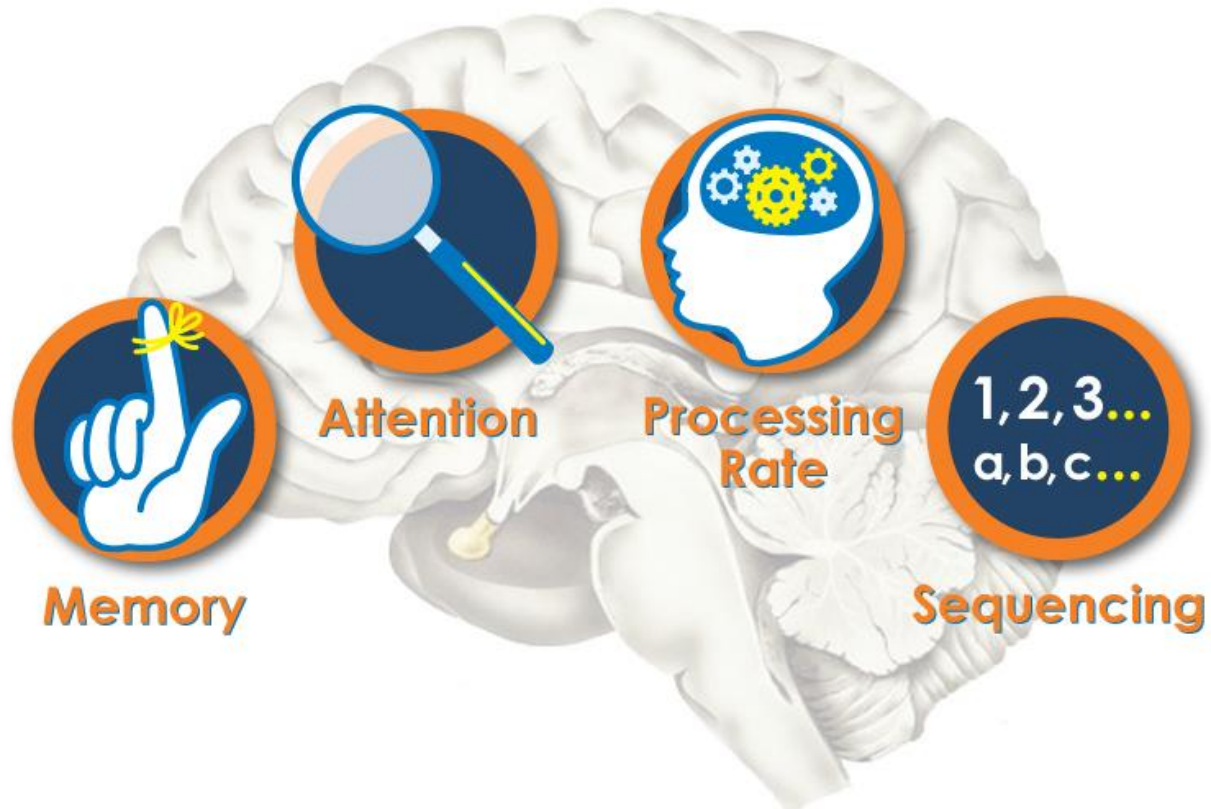 Memory
Attention
Processing
Rate
1, 2, 3...
a, b, c...
Sequencing